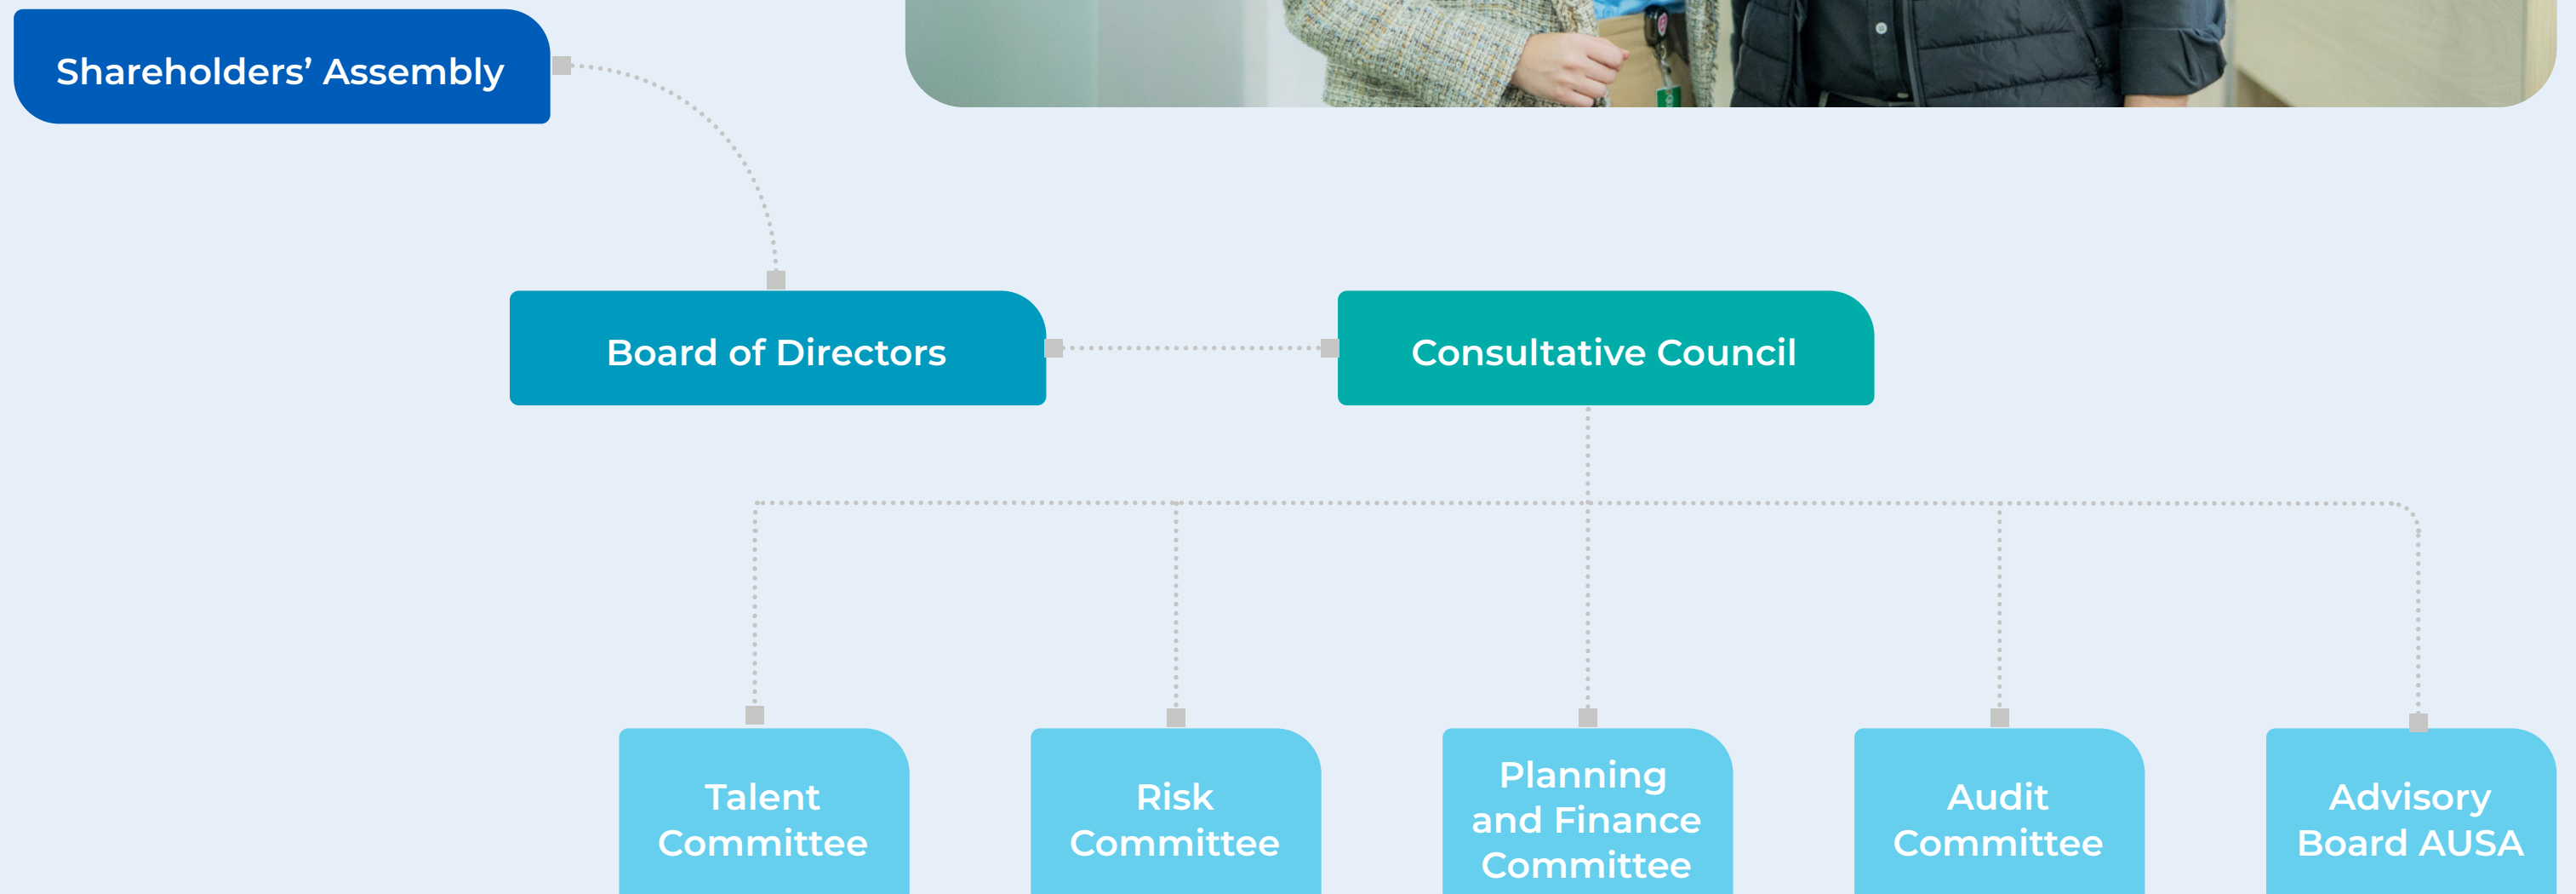 Shareholders’ Assembly
Board of Directors
Consultative Council
Talent
Committee
Risk
Committee
Planning
and Finance
Committee
Audit
Committee
Advisory
Board AUSA